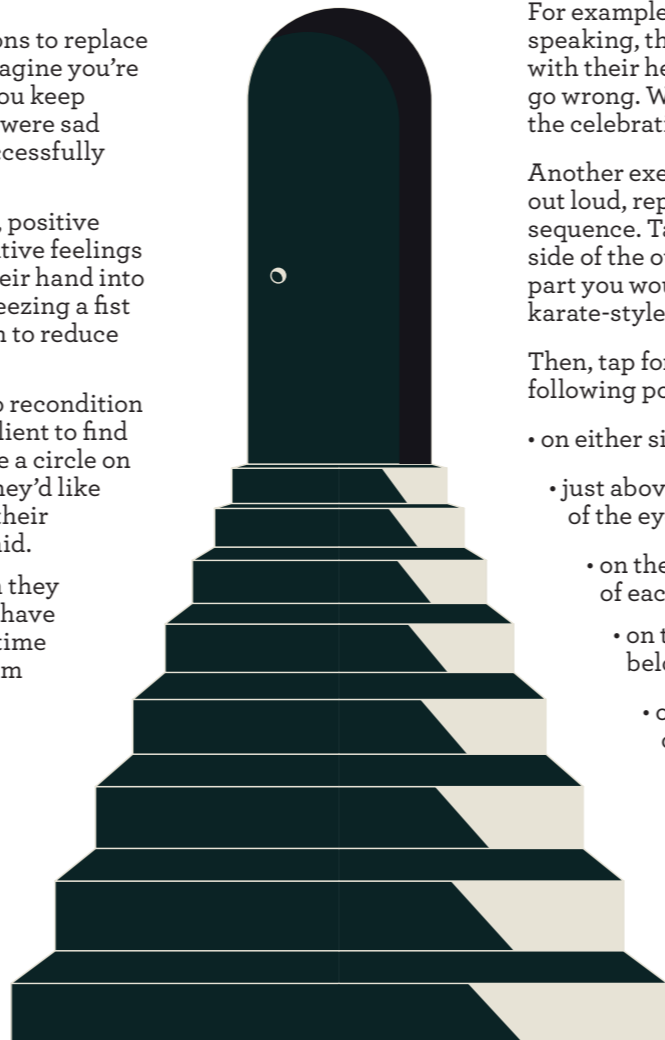 ons to replace
agine you’re
ou keep
were sad
ccessfully
, positive
tive feelings
eir hand into
eezing a fist
n to reduce
o recondition
lient to find
e a circle on
hey’d like
their
aid.
n they
have
time
m
For example
speaking, th
with their he
go wrong. W
the celebrati
Another exe
out loud, rep
sequence. Ta
side of the o
part you wou
karate-style
Then, tap for
following po
• on either si
• just abov
of the ey
• on the
of each
• on t
belo
• o